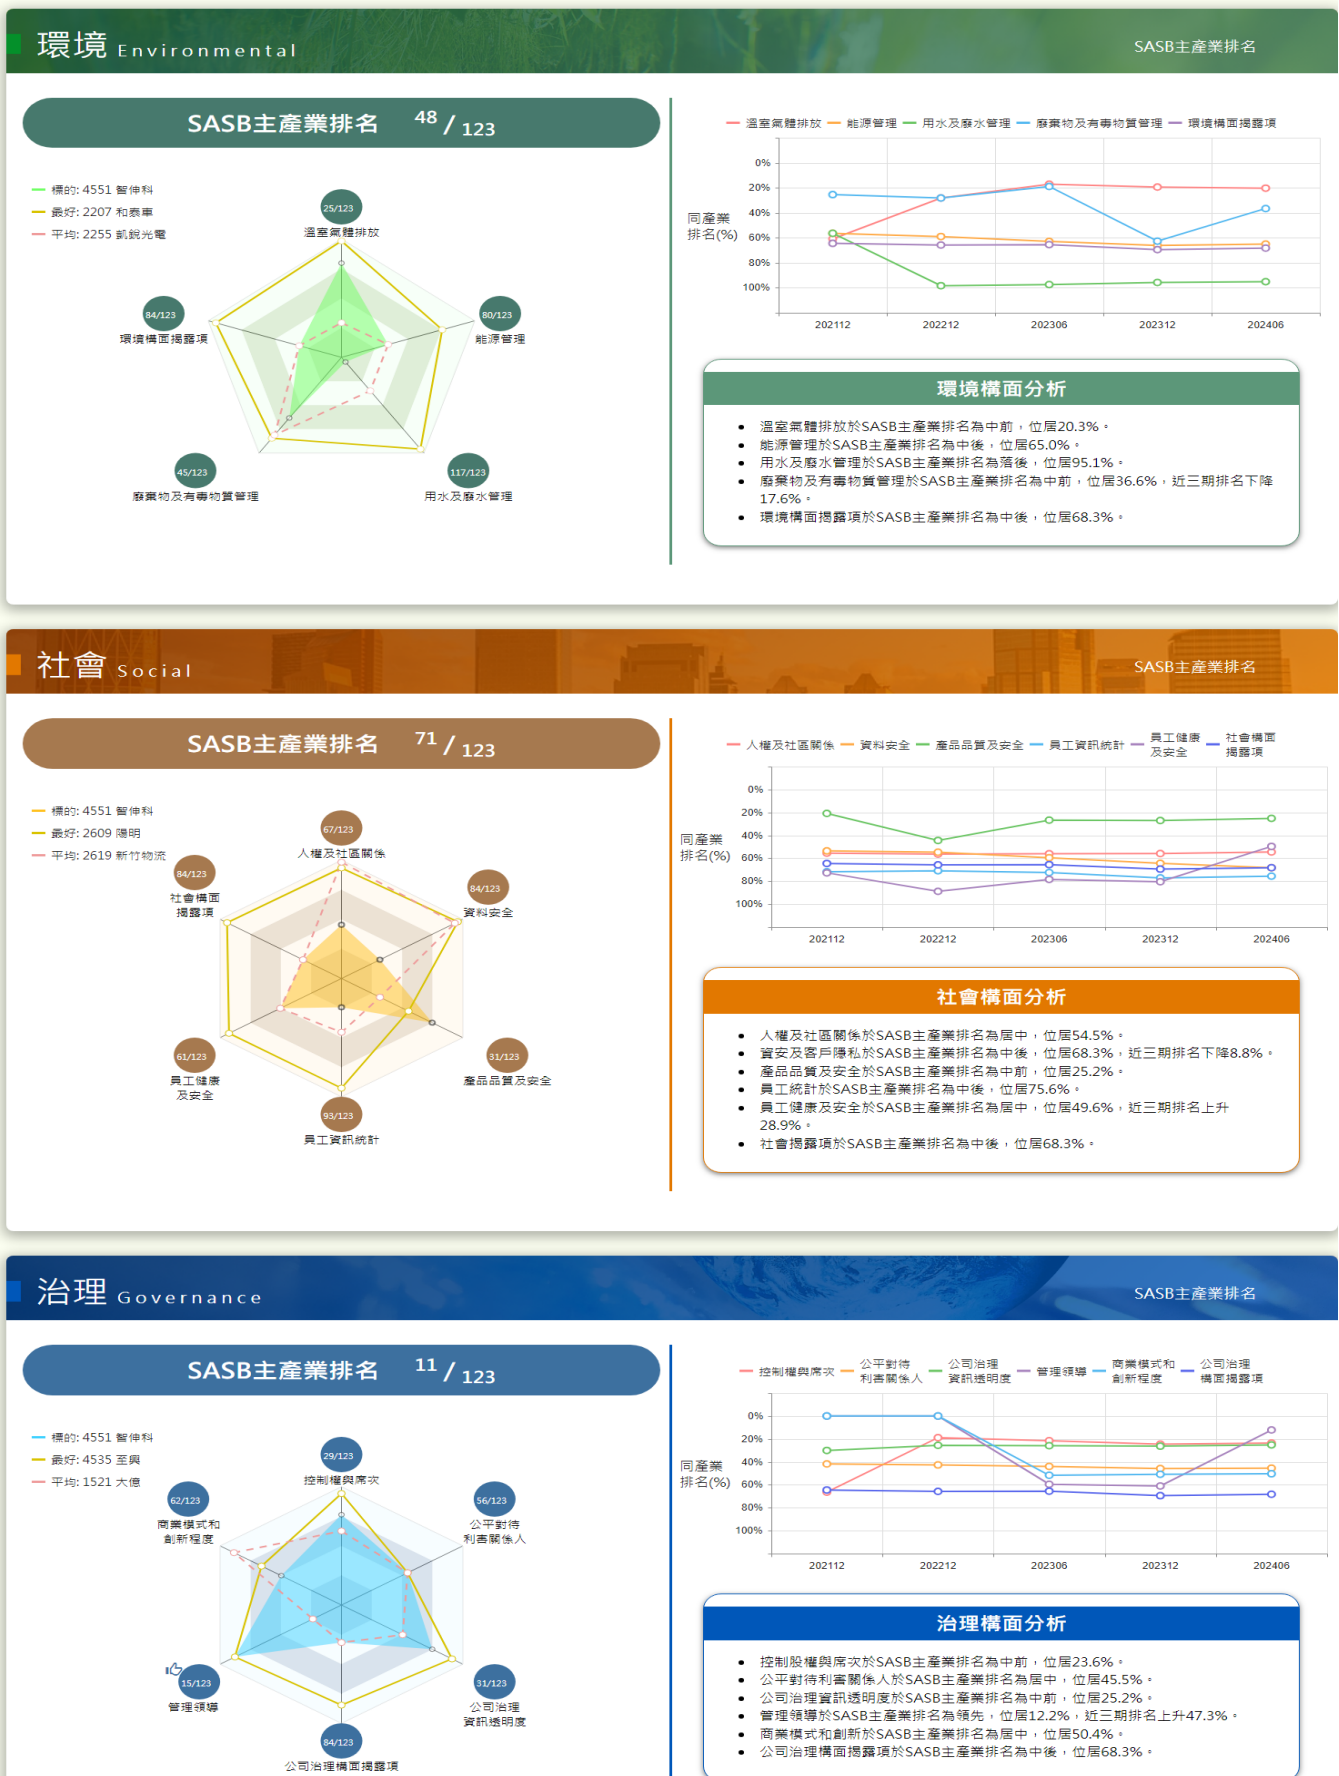 環境 Environmental
SASB主產業排名
SASB主產業排名 48 / 123
標的: 4551 智伸科
最好: 2207 和泰車
平均: 2255 凱銳光電
25/123
溫室氣體排放
84/123
環境構面揭露項
80/123
能源管理
45/123
廢棄物及有毒物質管理
117/123
用水及廢水管理
溫室氣體排放 能源管理 用水及廢水管理 廢棄物及有毒物質管理 環境構面揭露項
同產業
排名(%)
0%
20%
40%
60%
80%
100%
202112 202212 202306 202312 202406
環境構面分析
溫室氣體排放於SASB主產業排名為中前，位居20.3%。
能源管理於SASB主產業排名為中後，位居65.0%。
用水及廢水管理於SASB主產業排名為落後，位居95.1%。
廢棄物及有毒物質管理於SASB主產業排名為中前，位居36.6%，近三期排名下降
17.6%。
環境構面揭露項於SASB主產業排名為中後，位居68.3%。
社會 Social
SASB主產業排名
SASB主產業排名 71 / 123
標的: 4551 智伸科
最好: 2609 陽明
平均: 2619 新竹物流
67/123
人權及社區關係
84/123
社會構面
揭露項
84/123
資料安全
61/123
員工健康
及安全
31/123
產品品質及安全
93/123
員工資訊統計
人權及社區關係 資料安全 產品品質及安全 員工資訊統計 員工健康
及安全 社會構面
揭露項
同產業
排名(%)
0%
20%
40%
60%
80%
100%
202112 202212 202306 202312 202406
社會構面分析
人權及社區關係於SASB主產業排名為居中，位居54.5%。
資安及客戶隱私於SASB主產業排名為中後，位居68.3%，近三期排名下降8.8%。
產品品質及安全於SASB主產業排名為中前，位居25.2%。
員工統計於SASB主產業排名為中後，位居75.6%。
員工健康及安全於SASB主產業排名為居中，位居49.6%，近三期排名上升
28.9%。
社會揭露項於SASB主產業排名為中後，位居68.3%。
治理 Governance
SASB主產業排名
SASB主產業排名 11 / 123
標的: 4551 智伸科
最好: 4535 至興
平均: 1521 大億
29/123
控制權與席次
62/123
商業模式和
創新程度
56/123
公平對待
利害關係人
15/123
管理領導
31/123
公司治理
資訊透明度
84/123
公司治理構面揭露項
控制權與席次 公平對待
利害關係人 公司治理
資訊透明度 管理領導 商業模式和
創新程度 公司治理
構面揭露項
同產業
排名(%)
0%
20%
40%
60%
80%
100%
202112 202212 202306 202312 202406
治理構面分析
控制股權與席次於SASB主產業排名為中前，位居23.6%。
公平對待利害關係人於SASB主產業排名為居中，位居45.5%。
公司治理資訊透明度於SASB主產業排名為中前，位居25.2%。
管理領導於SASB主產業排名為領先，位居12.2%，近三期排名上升47.3%。
商業模式和創新於SASB主產業排名為居中，位居50.4%。
公司治理構面揭露項於SASB主產業排名為中後，位居68.3%。